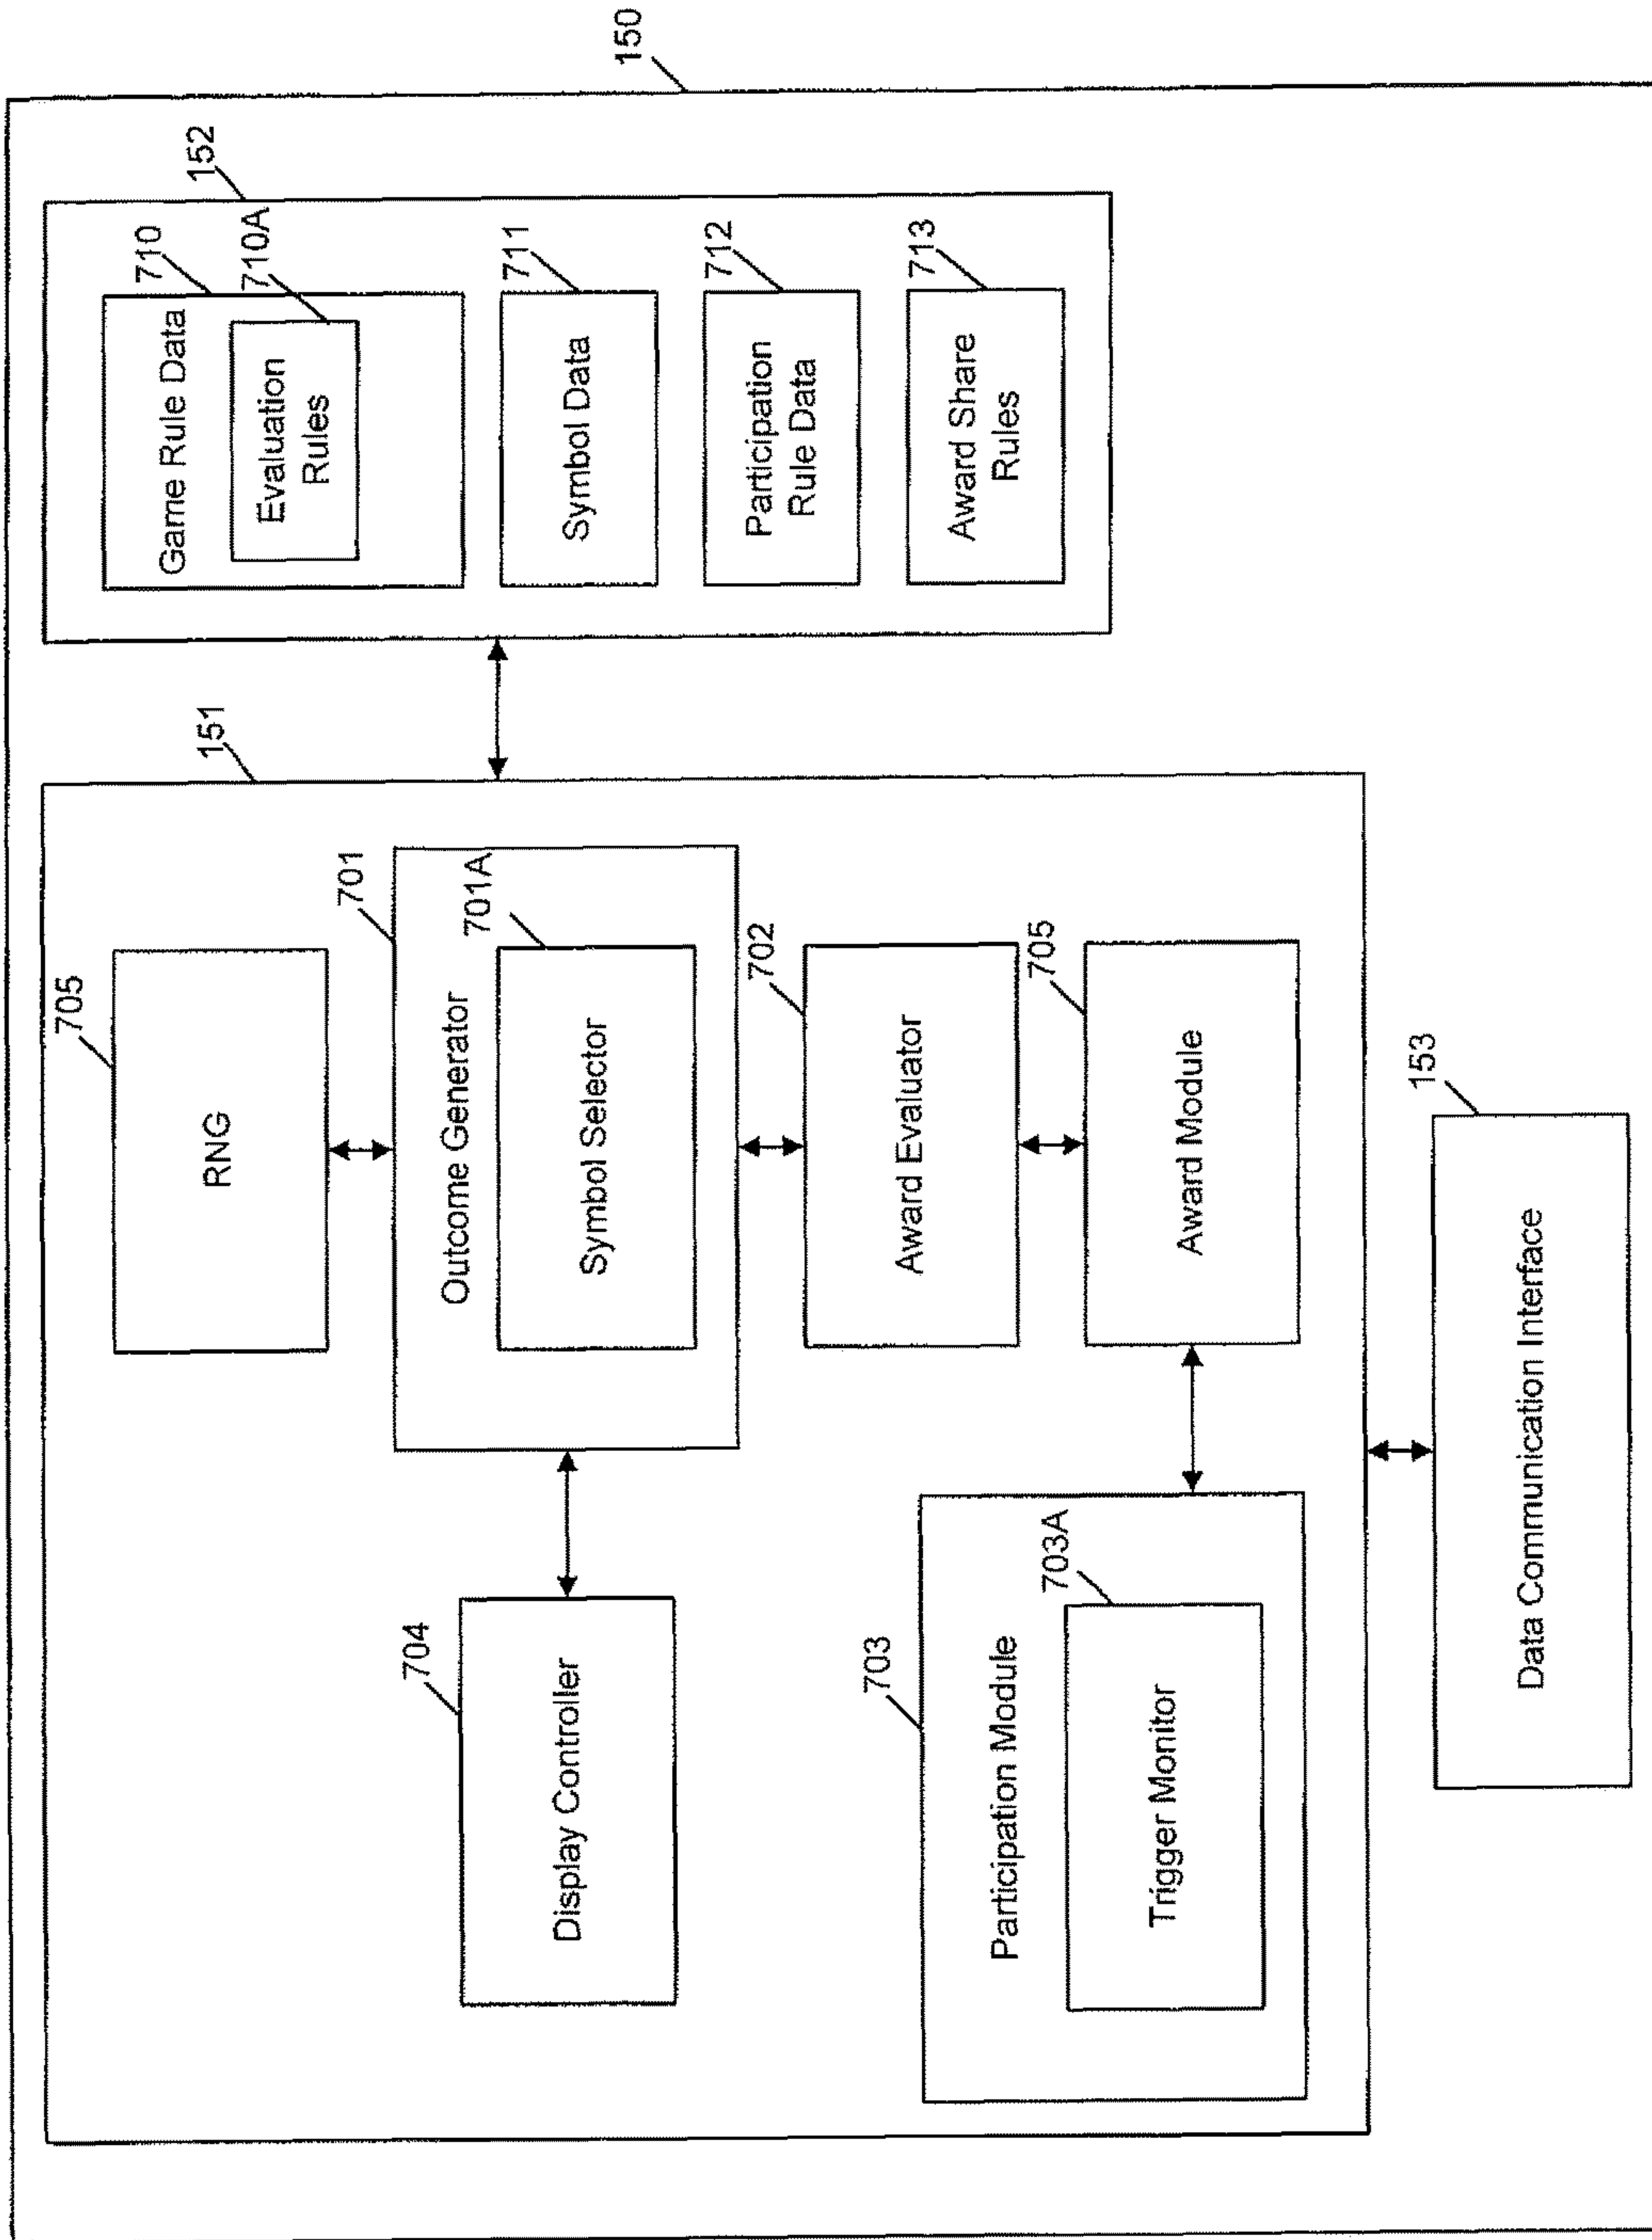 150
151
152
705
RNG
701
Outcome Generator
701A
Symbol Selector
704
Display Controller
702
Award Evaluator
705
Award Module
703
Participation Module
703A
Trigger Monitor
710
Game Rule Data
710A
Evaluation
Rules
711
Symbol Data
712
Participation
Rule Data
713
Award Share
Rules
153
Data Communication Interface